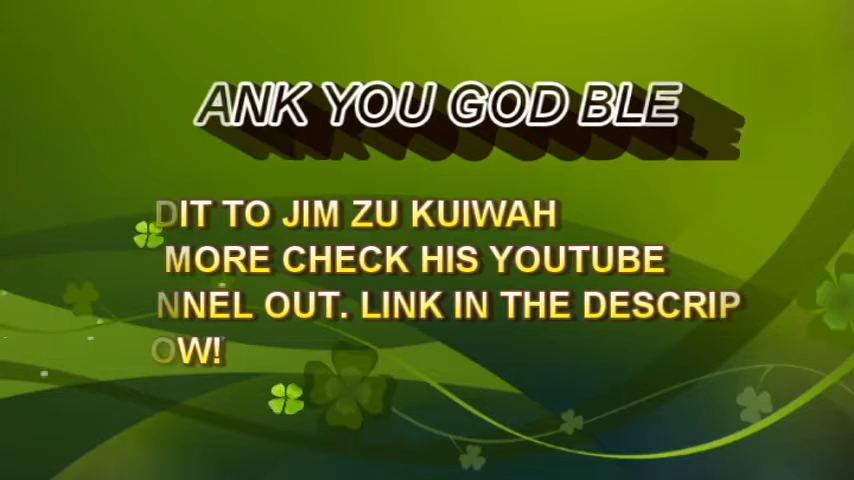 ANK YOU GOD BLE
DIT TO JIM ZU KUIWAH
MORE CHECK HIS YOUTUBE
NNEL OUT. LINK IN THE DESCRIP
OW!